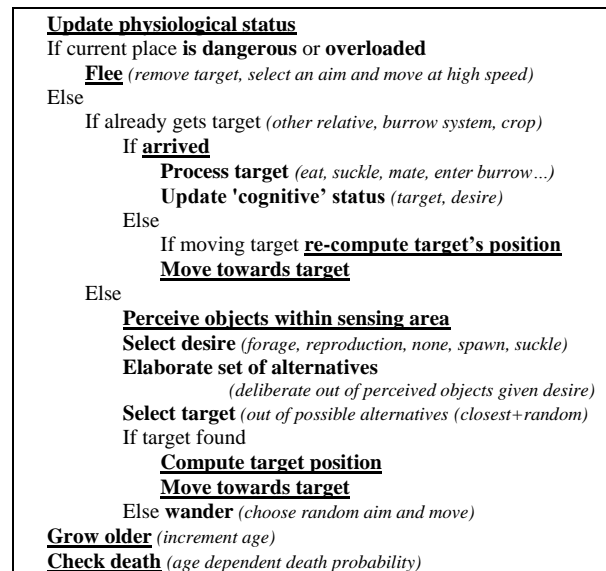 Update physiological status
If current place is dangerous or overloaded
Flee (remove target, select an aim and move at high speed)
Else
If already gets target (other relative, burrow system, crop)
If arrived
Process target (eat, suckle, mate, enter burrow…)
Update 'cognitive’ status (target, desire)
Else
If moving target re-compute target’s position
Move towards target
Else
Perceive objects within sensing area
Select desire (forage, reproduction, none, spawn, suckle)
Elaborate set of alternatives
(deliberate out of perceived objects given desire)
Select target (out of possible alternatives (closest+random)
If target found
Compute target position
Move towards target
Else wander (choose random aim and move)
Grow older (increment age)
Check death (age dependent death probability)